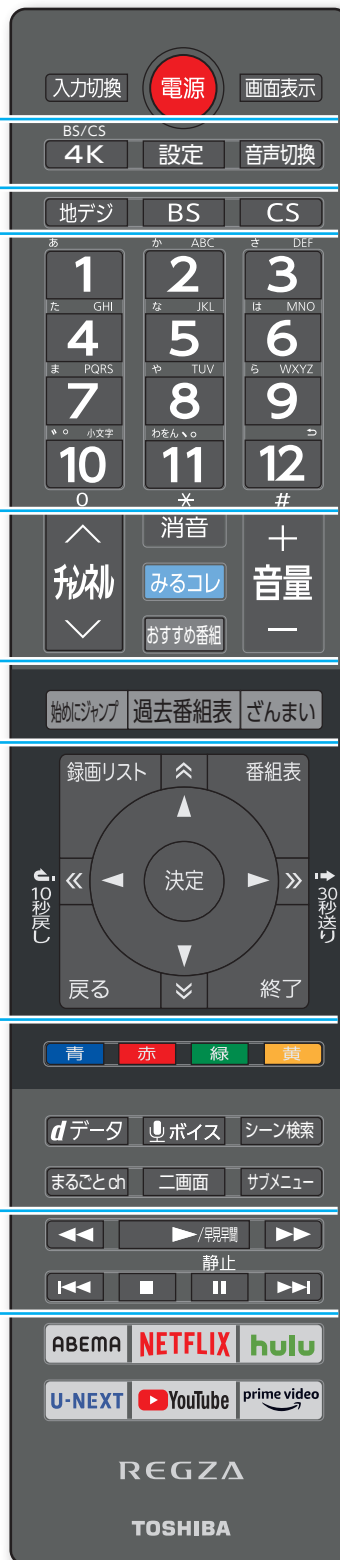 入力切換 電源 画面表示
BS/CS
4K 設定 音声切換
地デジ BS CS
あ か ABC さ DEF
1 2 3
た GHI な JKL は MNO
4 5 6
ま PQRS や TUV ら WXYZ
7 8 9
゛゜ 小文字 わをん、。
10 11 12
0 * #
消音
チャンネル みるコレ + 音量 −
おすすめ番組
始めにジャンプ 過去番組表 ざんまい
録画リスト 番組表
10秒戻し 決定 30秒送り
戻る 終了
青 赤 緑 黄
dデータ ボイス シーン検索
まるごとch 二画面 サブメニュー
/早見早聞
静止
ABEMA NETFLIX hulu
U-NEXT YouTube prime video
REGZA
TOSHIBA